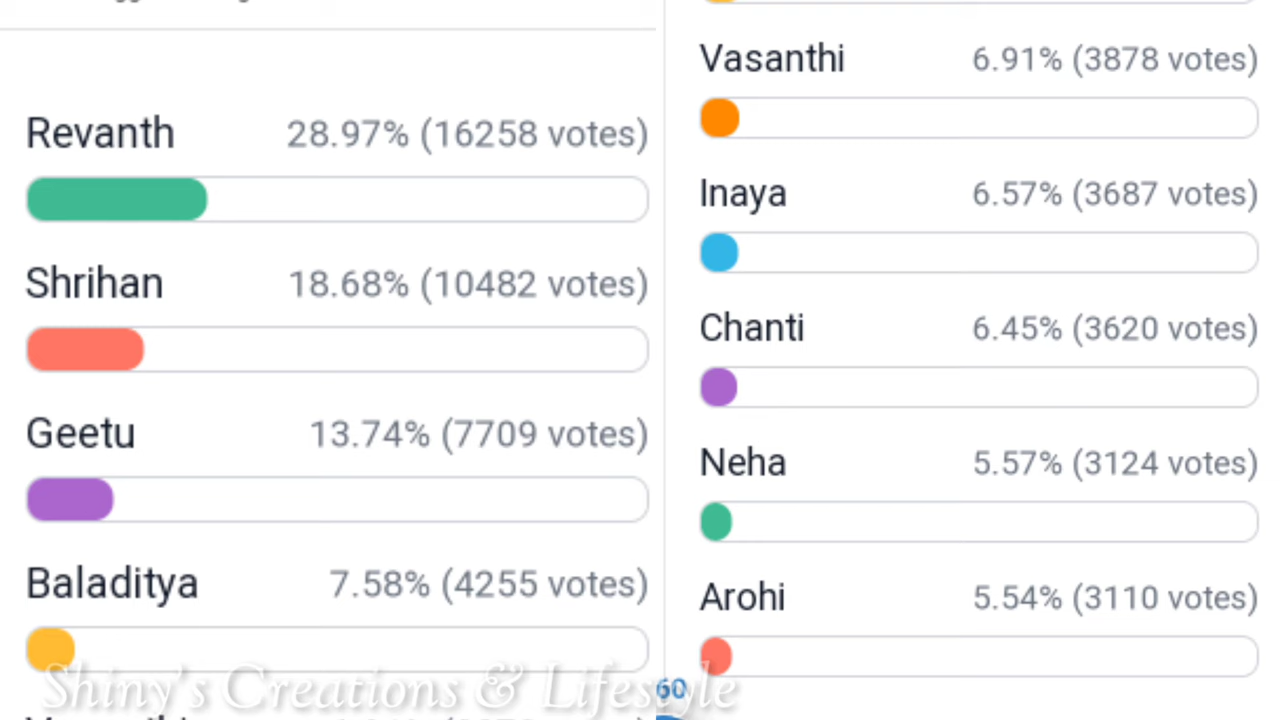 Revanth 28.97% (16258 votes)
Shrihan 18.68% (10482 votes)
Geetu 13.74% (7709 votes)
Baladitya 7.58% (4255 votes)
Shiny's Creations & Lifestyle
Vasanthi 6.91% (3878 votes)
Inaya 6.57% (3687 votes)
Chanti 6.45% (3620 votes)
Neha 5.57% (3124 votes)
Arohi 5.54% (3110 votes)
60